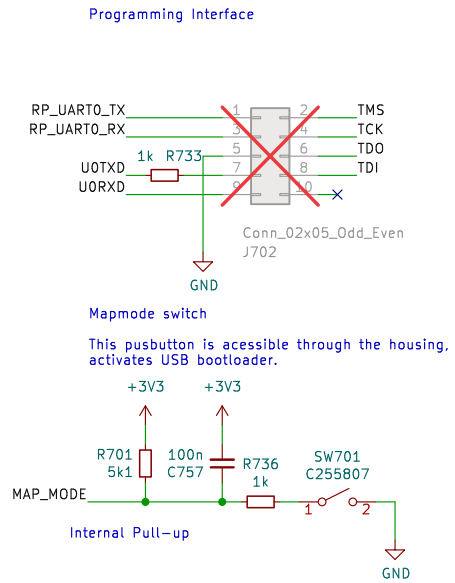 Programming Interface
RP_UART0_TX 1 2 TMS
RP_UART0_RX 3 4 TCK
5 6 TDO
1k R733
U0TXD 7 8 TDI
U0RXD 9 10
Conn_02x05_Odd_Even
J702
GND
Mapmode switch
This pusbutton is acessible through the housing,
activates USB bootloader.
+3V3 +3V3
R701 100n
5k1 C757
R736
1k
SW701
C255807
MAP_MODE
1 2
Internal Pull-up
GND